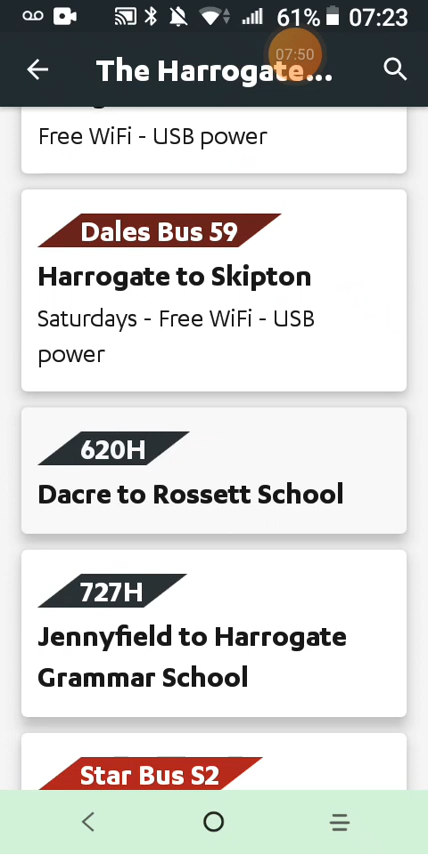 61% 07:23
07:50
The Harrogate...
Free WiFi - USB power
Dales Bus 59
Harrogate to Skipton
Saturdays - Free WiFi - USB
power
620H
Dacre to Rossett School
727H
Jennyfield to Harrogate
Grammar School
Star Bus S2